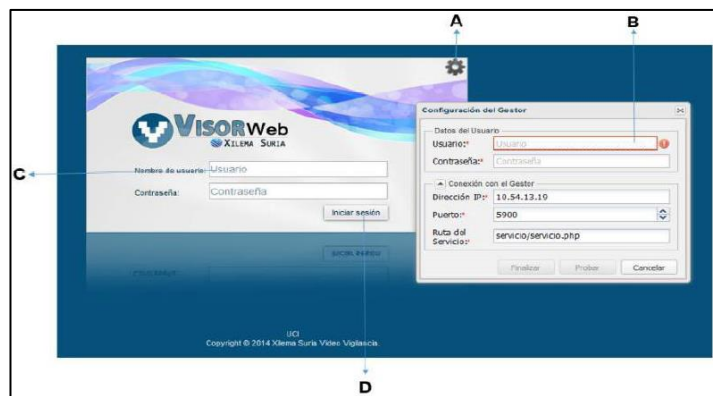 A
B
VISORWeb
XILEMA SURIA
C
Nombre de usuario: Usuario
Contraseña: Contraseña
Iniciar sesión
UCI
Copyright © 2014 Xilema Suria Video Vigilancia.
D
Configuración del Gestor
Datos del Usuario
Usuario:* Usuario
Contraseña:* Contraseña
Conexión con el Gestor
Dirección IP:* 10.54.13.19
Puerto:* 5900
Ruta del
Servicio:* servicio/servicio.php
Finalizar Probar Cancelar